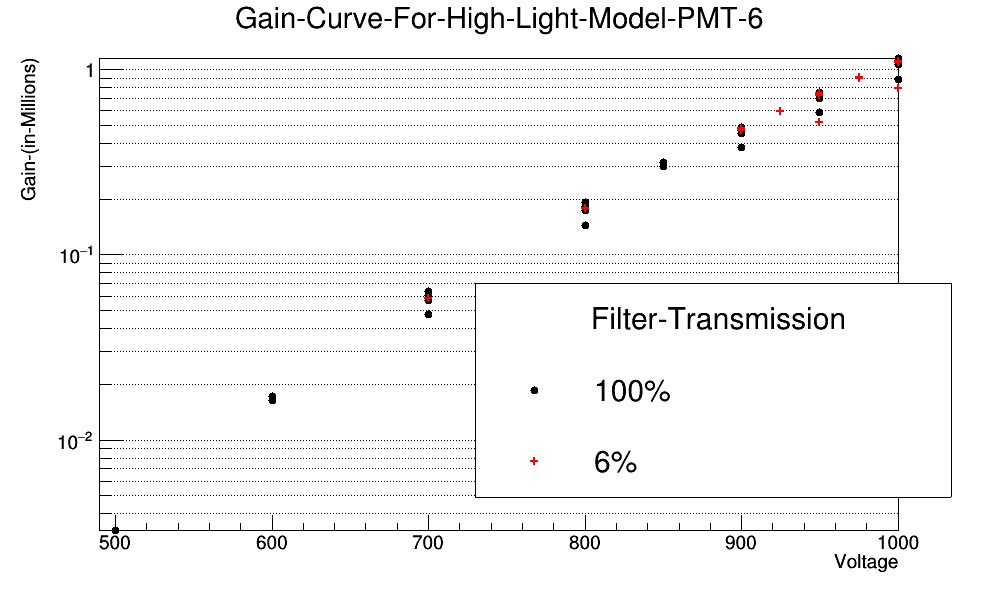 Gain-Curve-For-High-Light-Model-PMT-6
Gain-(in-Millions)
1
10⁻¹
10⁻²
Filter-Transmission
100%
6%
500 600 700 800 900 1000
Voltage